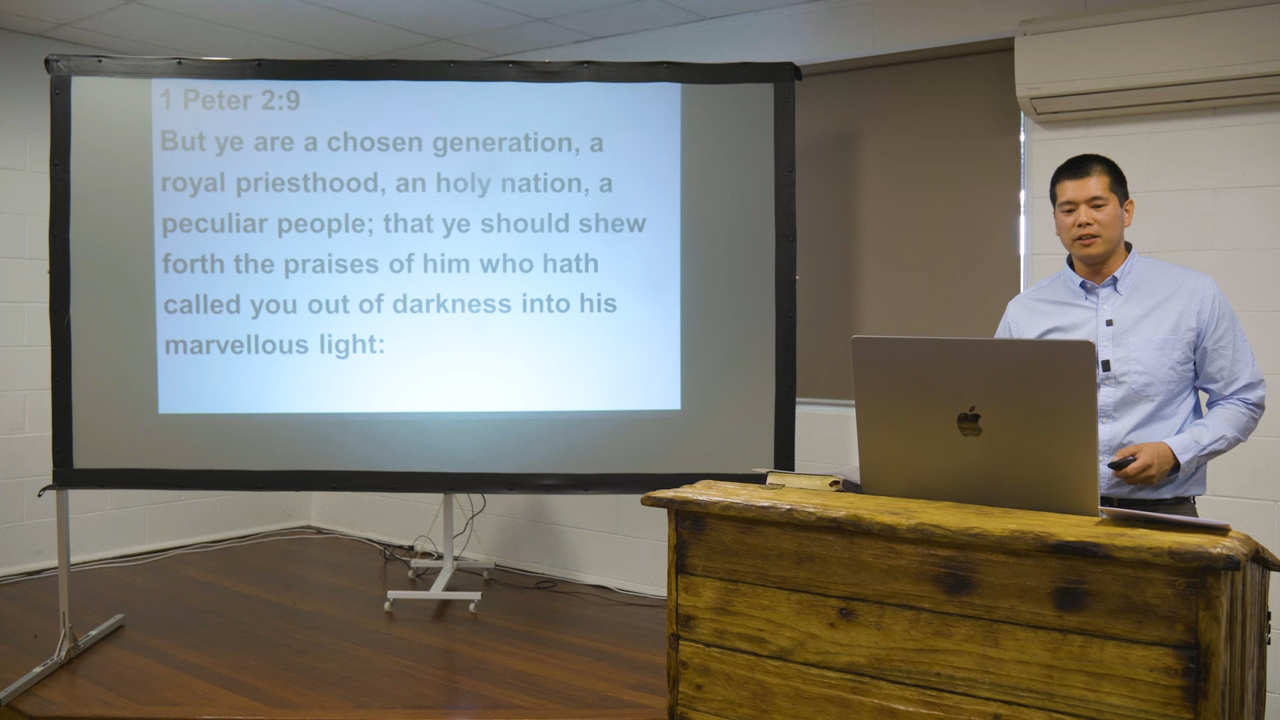 1 Peter 2:9
But ye are a chosen generation, a
royal priesthood, an holy nation, a
peculiar people; that ye should shew
forth the praises of him who hath
called you out of darkness into his
marvellous light: